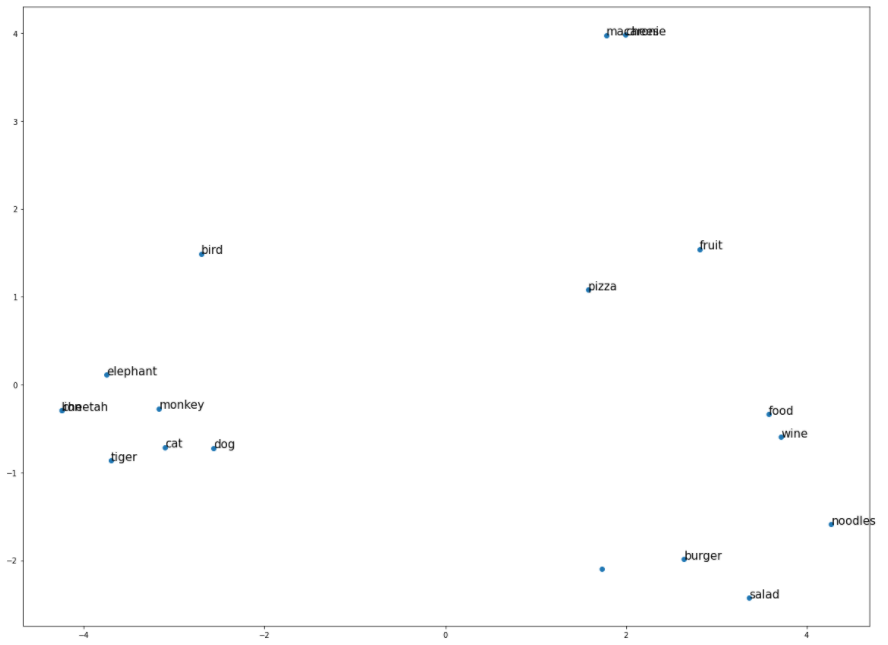 4
3
2
1
0
−1
−2
−4
−2
0
2
4
bird
fruit
pizza
elephant
monkey
food
wine
cat
dog
tiger
noodles
burger
salad